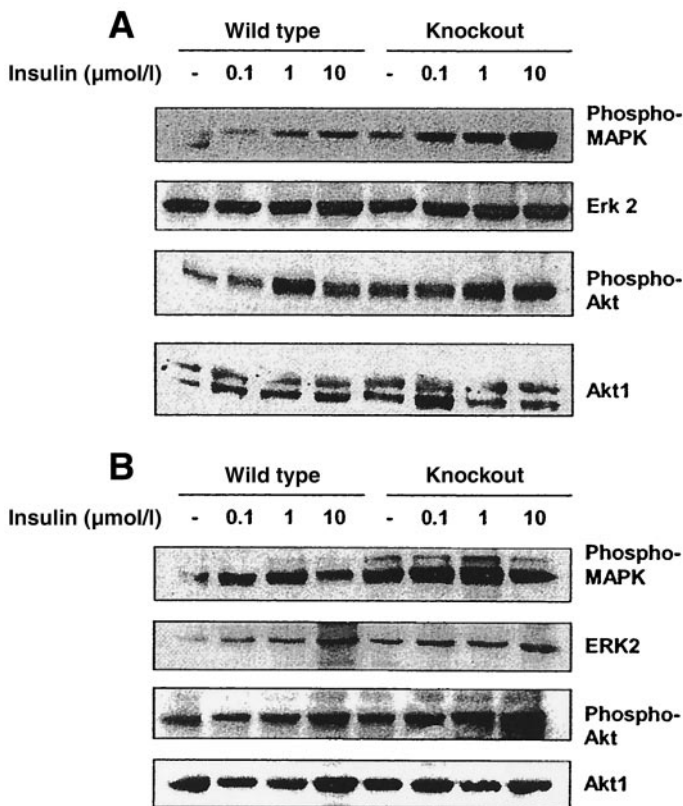 A
Wild type Knockout
Insulin (µmol/l) - 0.1 1 10 - 0.1 1 10
Phospho-
MAPK
Erk 2
Phospho-
Akt
Akt1
B
Wild type Knockout
Insulin (µmol/l) - 0.1 1 10 - 0.1 1 10
Phospho-
MAPK
ERK2
Phospho-
Akt
Akt1